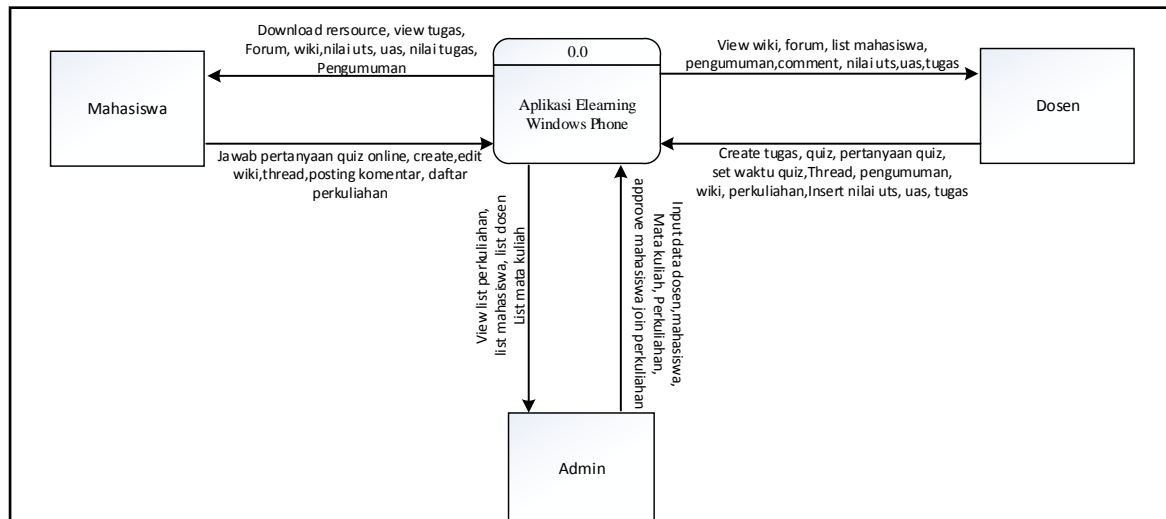 Download rersource, view tugas,
Forum, wiki,nilai uts, uas, nilai tugas,
Pengumuman
0.0
View wiki, forum, list mahasiswa,
pengumuman,comment, nilai uts,uas,tugas
Mahasiswa
Aplikasi Elearning
Windows Phone
Dosen
Jawab pertanyaan quiz online, create,edit
wiki,thread,posting komentar, daftar
perkuliahan
Create tugas, quiz, pertanyaan quiz,
set waktu quiz,Thread, pengumuman,
wiki, perkuliahan,Insert nilai uts, uas, tugas
View list perkuliahan,
list mahasiswa, list dosen
List mata kuliah
Input data dosen,mahasiswa,
Mata kuliah, Perkuliahan,
approve mahasiswa join perkuliahan
Admin